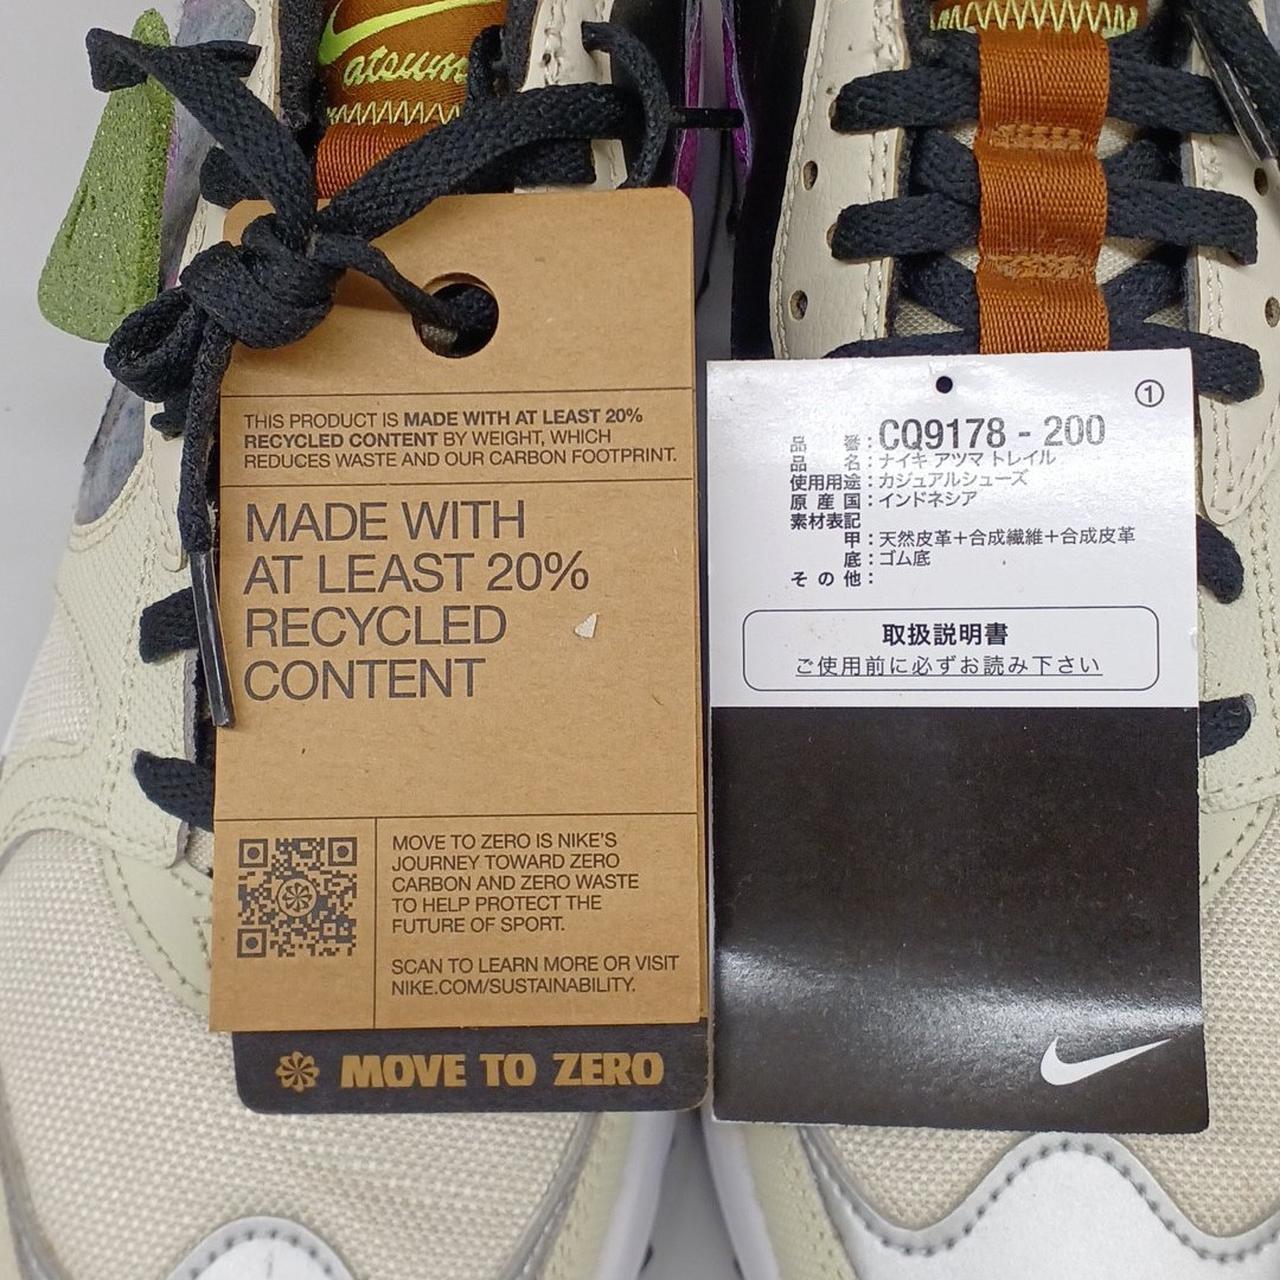 atsum
THIS PRODUCT IS MADE WITH AT LEAST 20%
RECYCLED CONTENT BY WEIGHT, WHICH
REDUCES WASTE AND OUR CARBON FOOTPRINT.
MADE WITH
AT LEAST 20%
RECYCLED
CONTENT
MOVE TO ZERO IS NIKE'S
JOURNEY TOWARD ZERO
CARBON AND ZERO WASTE
TO HELP PROTECT THE
FUTURE OF SPORT.
SCAN TO LEARN MORE OR VISIT
NIKE.COM/SUSTAINABILITY.
MOVE TO ZERO
①
品番：CQ9178 - 200
品名：ナイキ アツマ トレイル
使用用途：カジュアルシューズ
原産国：インドネシア
素材表記
甲：天然皮革＋合成繊維＋合成皮革
底：ゴム底
その他：
取扱説明書
ご使用前に必ずお読み下さい